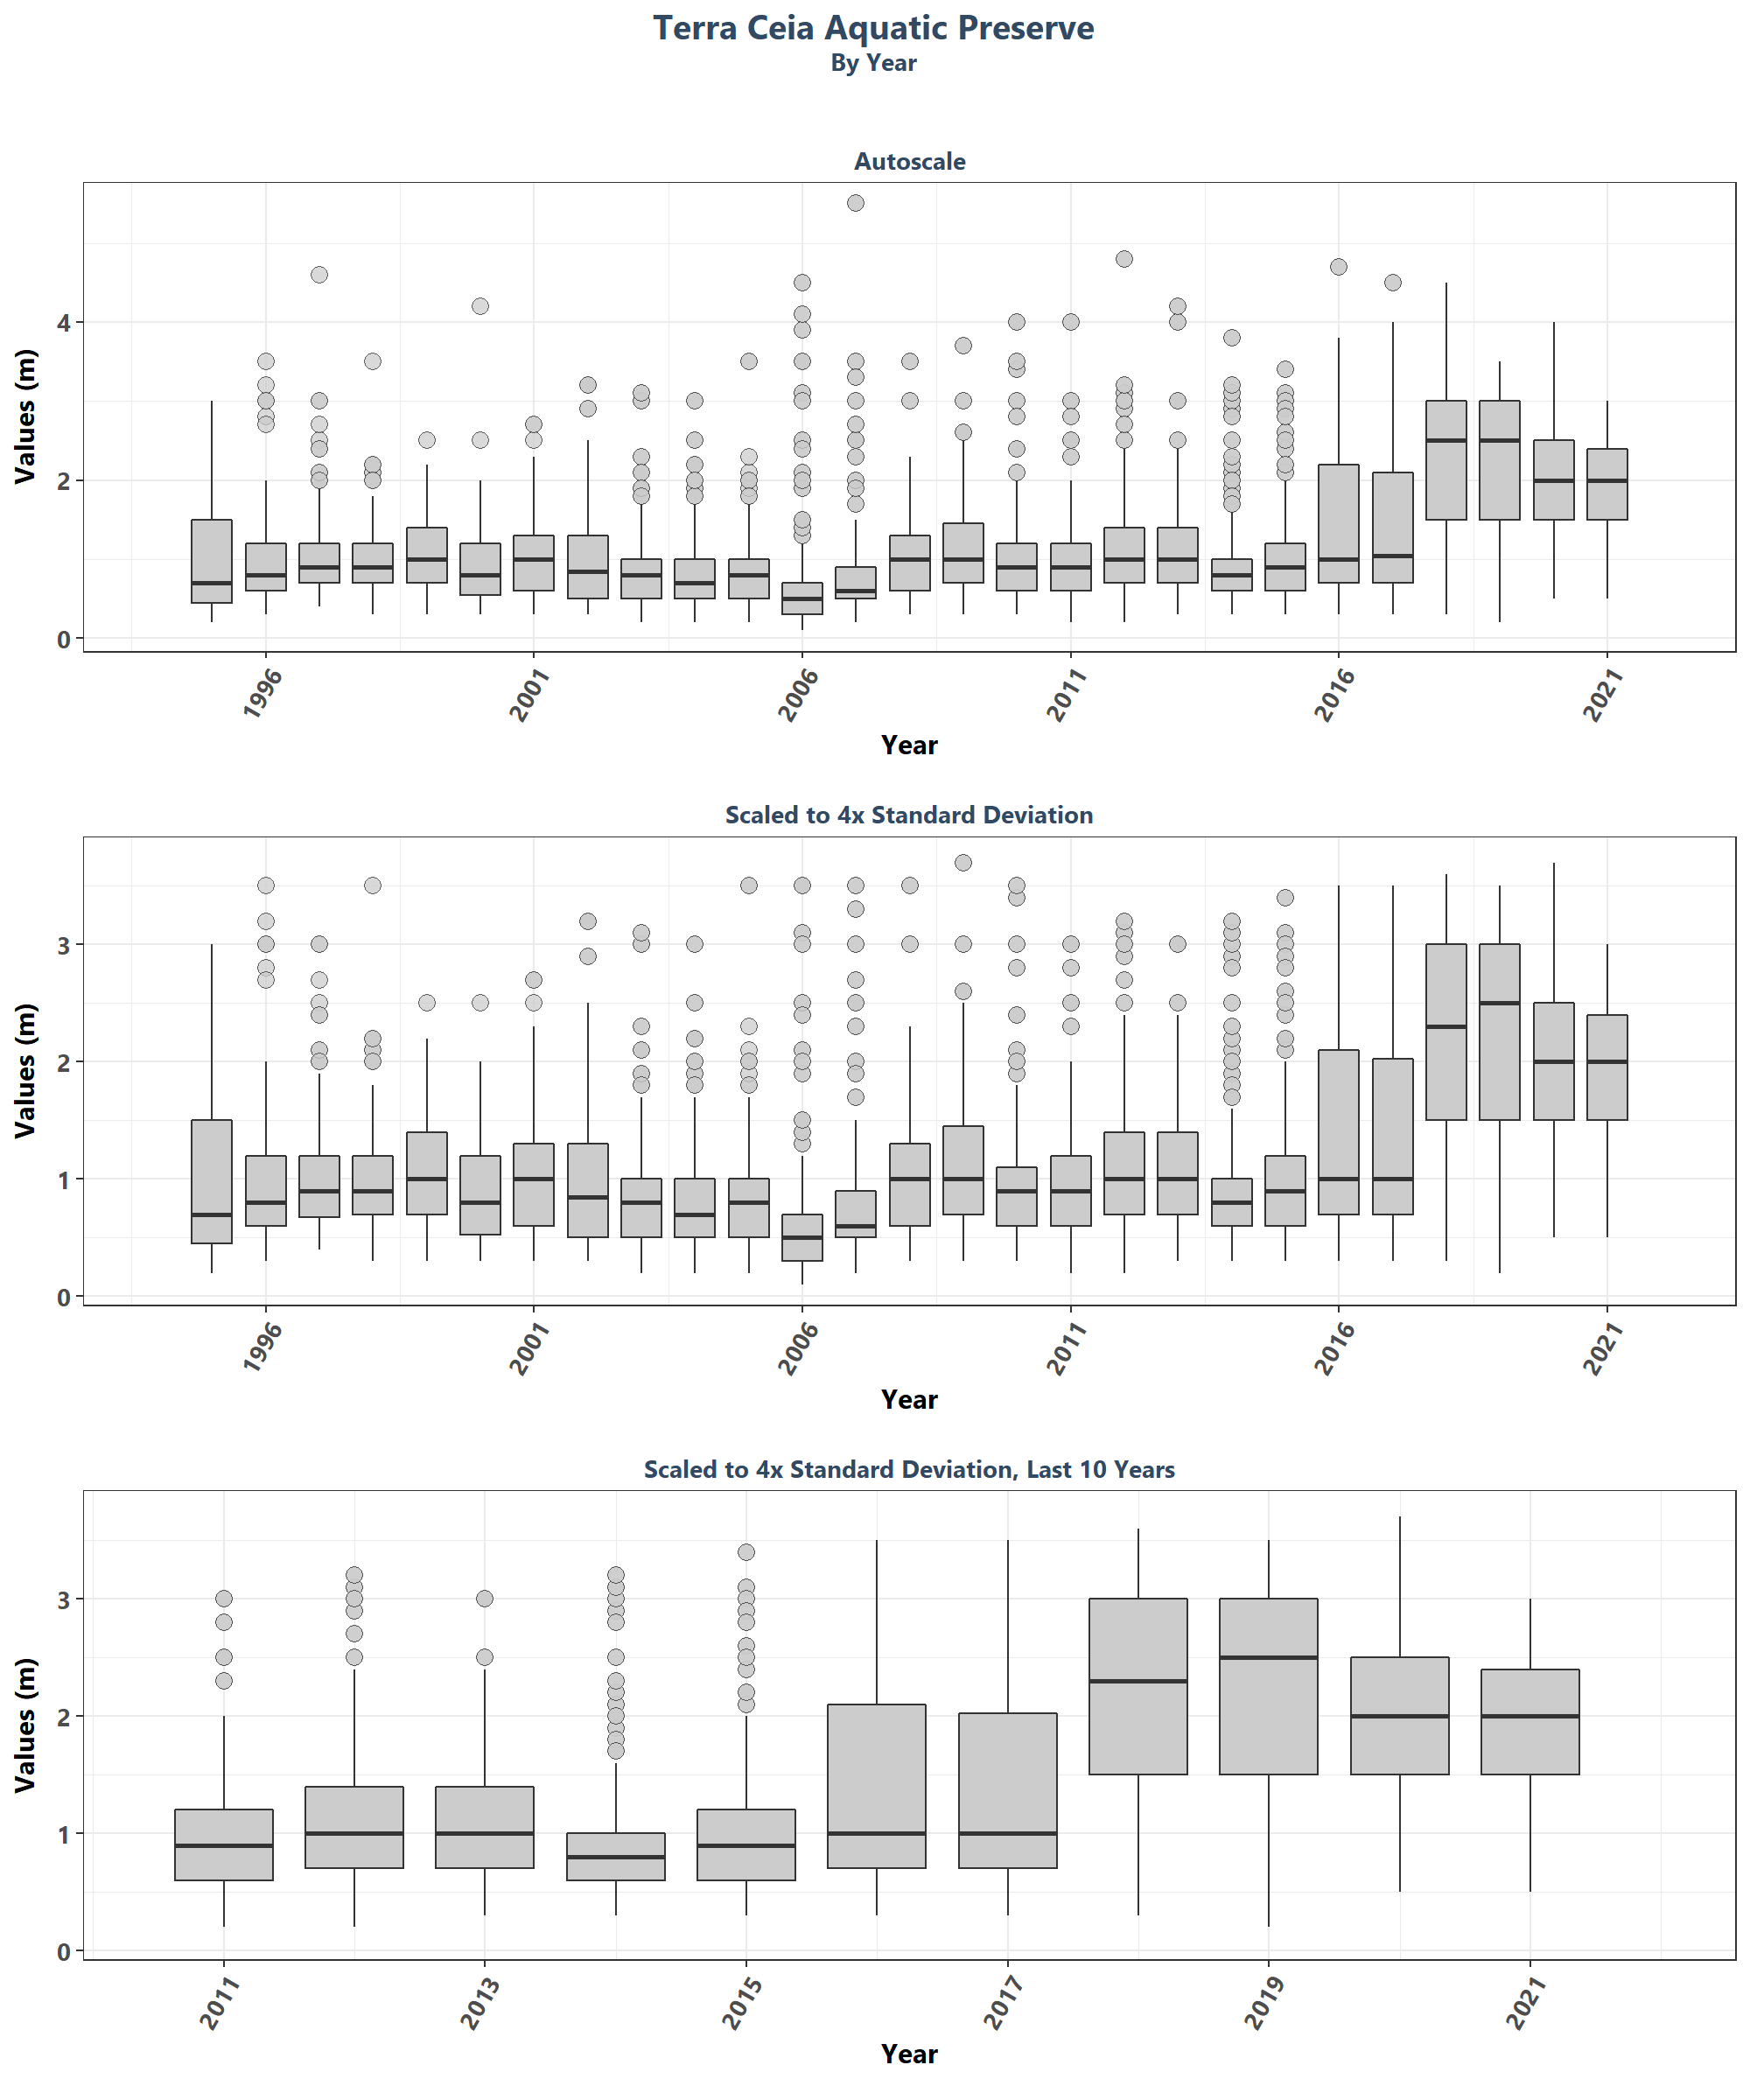 Terra Ceia Aquatic Preserve
By Year
Autoscale
Values (m)
4
2
0
1996 2001 2006 2011 2016 2021
Year
Scaled to 4x Standard Deviation
Values (m)
3
2
1
0
1996 2001 2006 2011 2016 2021
Year
Scaled to 4x Standard Deviation, Last 10 Years
Values (m)
3
2
1
0
2011 2013 2015 2017 2019 2021
Year